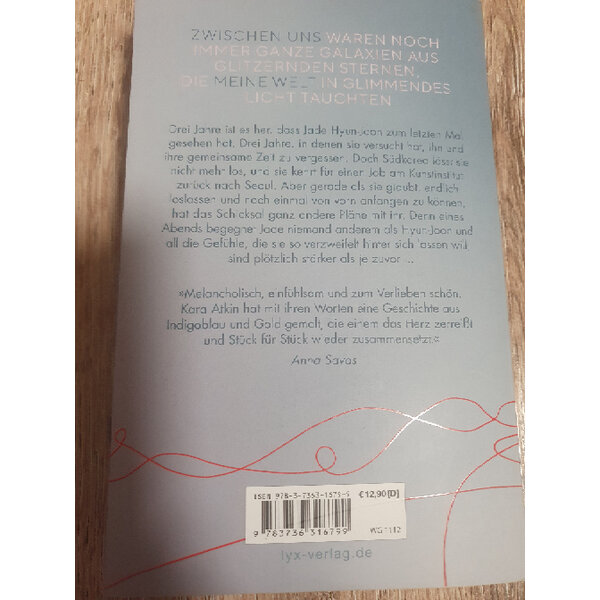 ZWISCHEN UNS WAREN NOCH
IMMER GANZE GALAXIEN AUS
GLITZERNDEN STERNEN,
DIE MEINE WELT IN GLIMMENDES
LICHT TAUCHTEN
Drei Jahre ist es her, dass Jade Hyun-Joon zum letzten Mal
gesehen hat. Drei Jahre, in denen sie versucht hat, ihn und
ihre gemeinsame Zeit zu vergessen. Doch Südkorea lässt sie
nicht mehr los, und sie kehrt für einen Job am Kunstinstitut
zurück nach Seoul. Aber gerade als sie glaubt, endlich
loslassen und noch einmal von vorn anfangen zu können,
hat das Schicksal ganz andere Pläne mit ihr. Denn eines
Abends begegnet Jade niemand anderem als Hyun-Joon und
all die Gefühle, die sie so verzweifelt hinter sich lassen will
sind plötzlich stärker als je zuvor ...
»Melancholisch, einfühlsam und zum Verlieben schön.
Kara Atkin hat mit ihren Worten eine Geschichte aus
Indigoblau und Gold gemalt, die einem das Herz zerreißt
und Stück für Stück wieder zusammensetzt.«
Anna Savas
ISBN 978-3-7363-1679-9
€12,90[D]
WG 1112
9 783736 316799
lyx-verlag.de